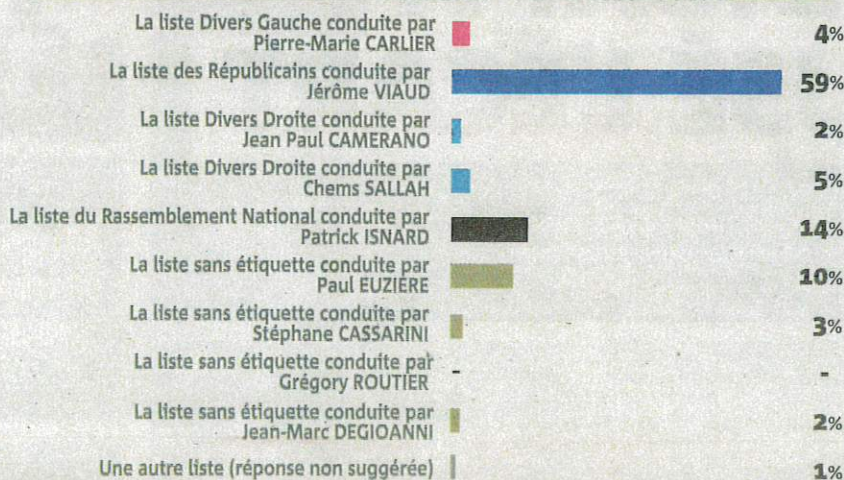 La liste Divers Gauche conduite par
Pierre-Marie CARLIER 4%
La liste des Républicains conduite par
Jérôme VIAUD 59%
La liste Divers Droite conduite par
Jean Paul CAMERANO 2%
La liste Divers Droite conduite par
Chems SALLAH 5%
La liste du Rassemblement National conduite par
Patrick ISNARD 14%
La liste sans étiquette conduite par
Paul EUZIERE 10%
La liste sans étiquette conduite par
Stéphane CASSARINI 3%
La liste sans étiquette conduite par
Grégory ROUTIER - -
La liste sans étiquette conduite par
Jean-Marc DEGIOANNI 2%
Une autre liste (réponse non suggérée) 1%